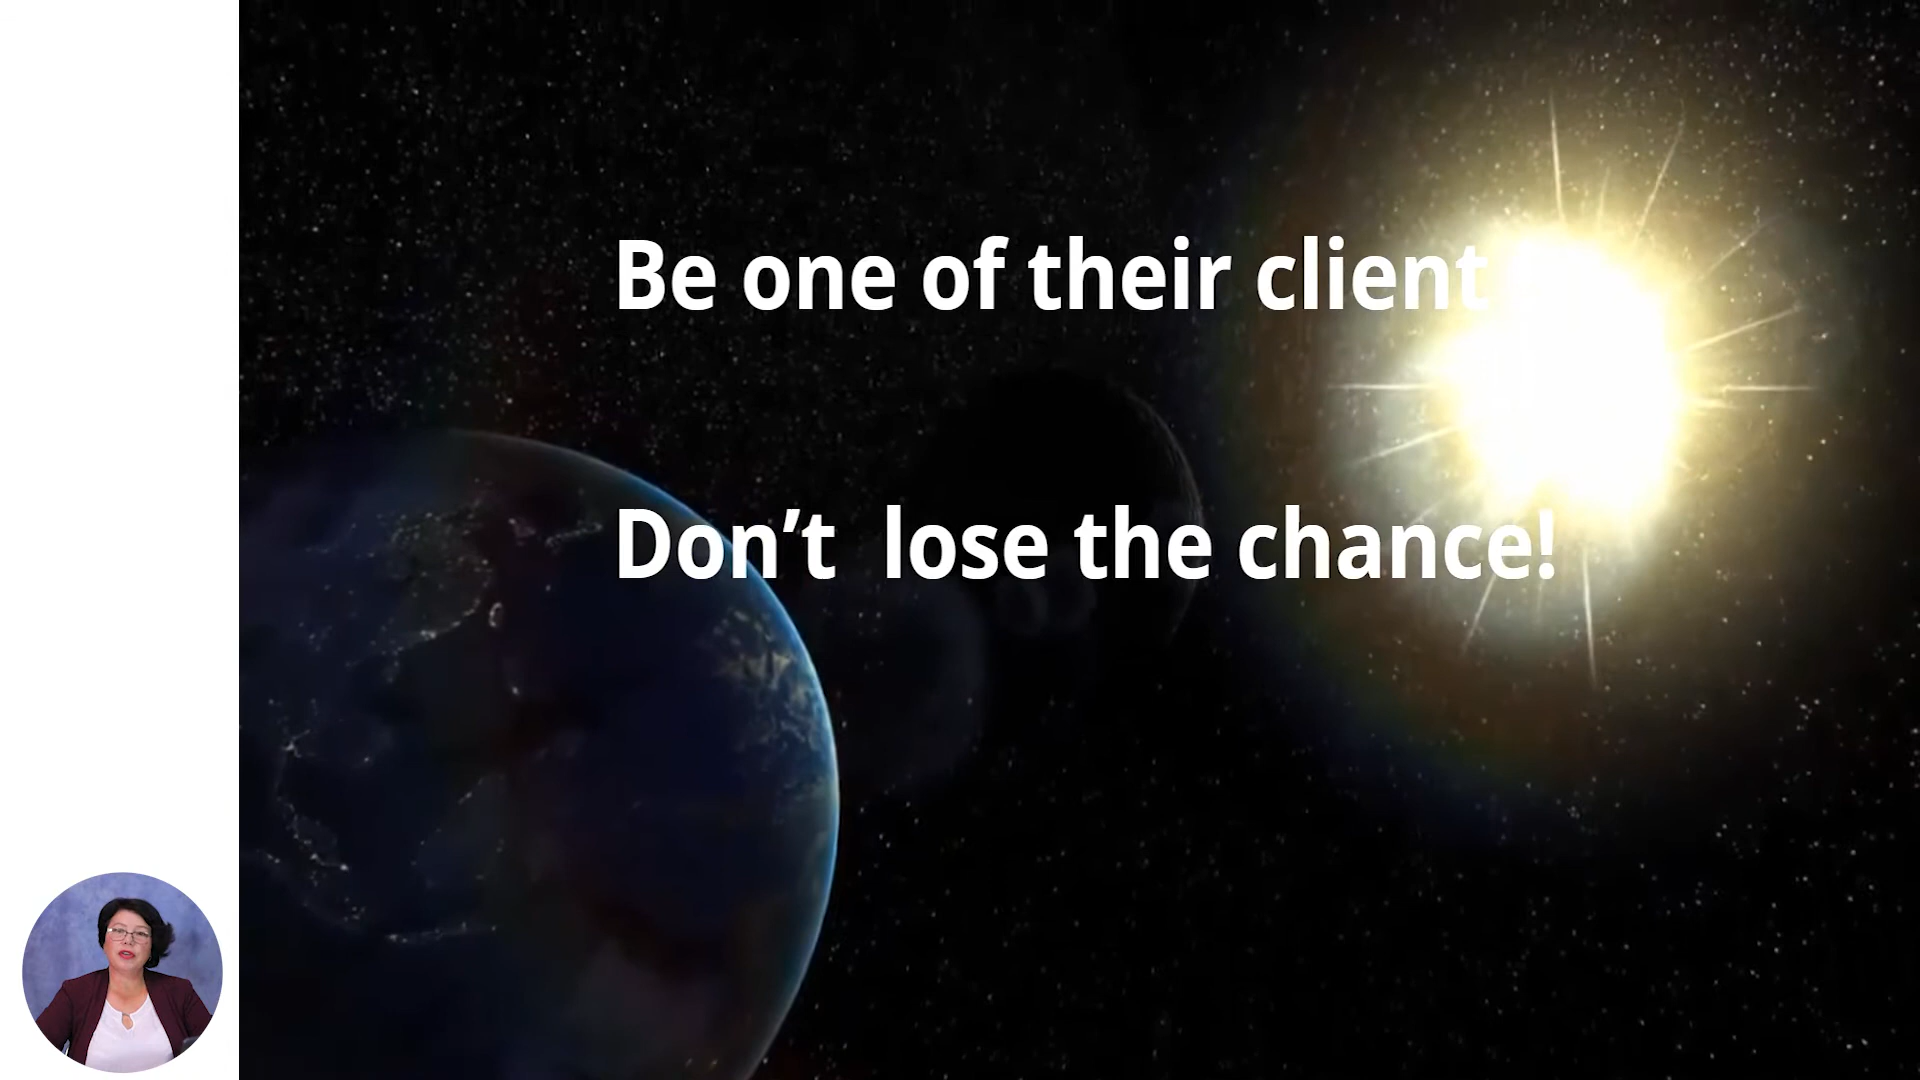 Be one of their client
Don’t lose the chance!